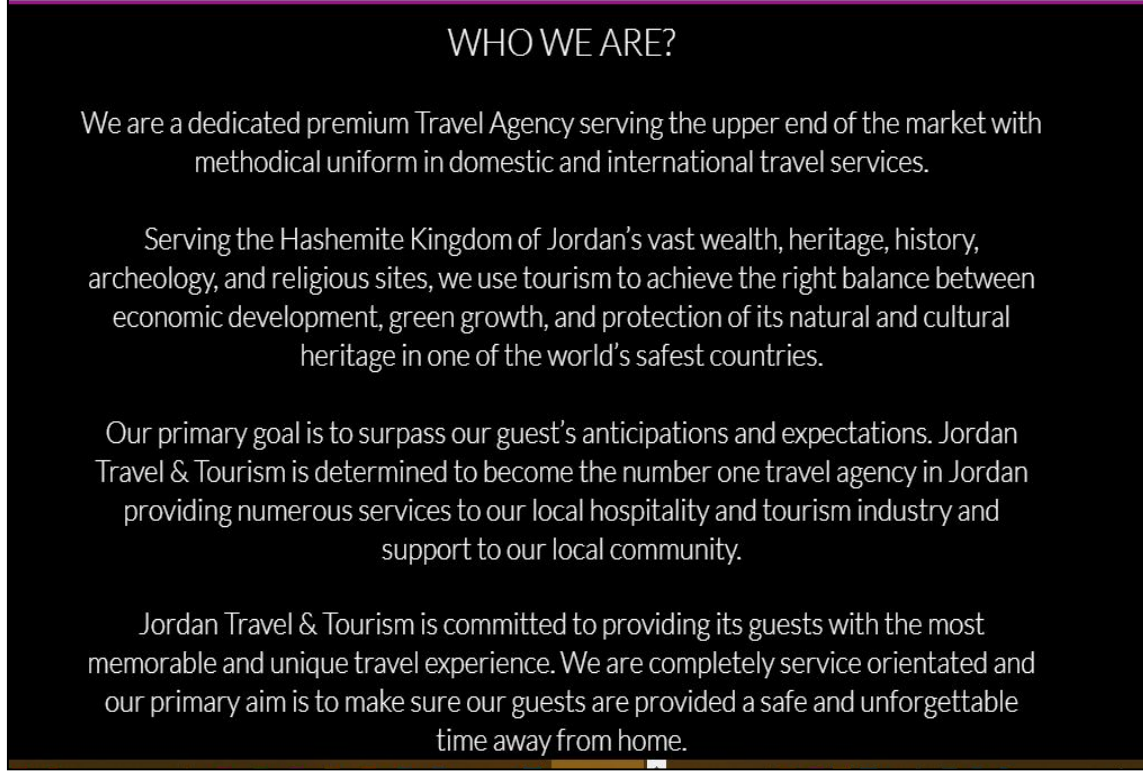 WHO WE ARE?
We are a dedicated premium Travel Agency serving the upper end of the market with
methodical uniform in domestic and international travel services.
Serving the Hashemite Kingdom of Jordan’s vast wealth, heritage, history,
archeology, and religious sites, we use tourism to achieve the right balance between
economic development, green growth, and protection of its natural and cultural
heritage in one of the world’s safest countries.
Our primary goal is to surpass our guest’s anticipations and expectations. Jordan
Travel & Tourism is determined to become the number one travel agency in Jordan
providing numerous services to our local hospitality and tourism industry and
support to our local community.
Jordan Travel & Tourism is committed to providing its guests with the most
memorable and unique travel experience. We are completely service orientated and
our primary aim is to make sure our guests are provided a safe and unforgettable
time away from home.